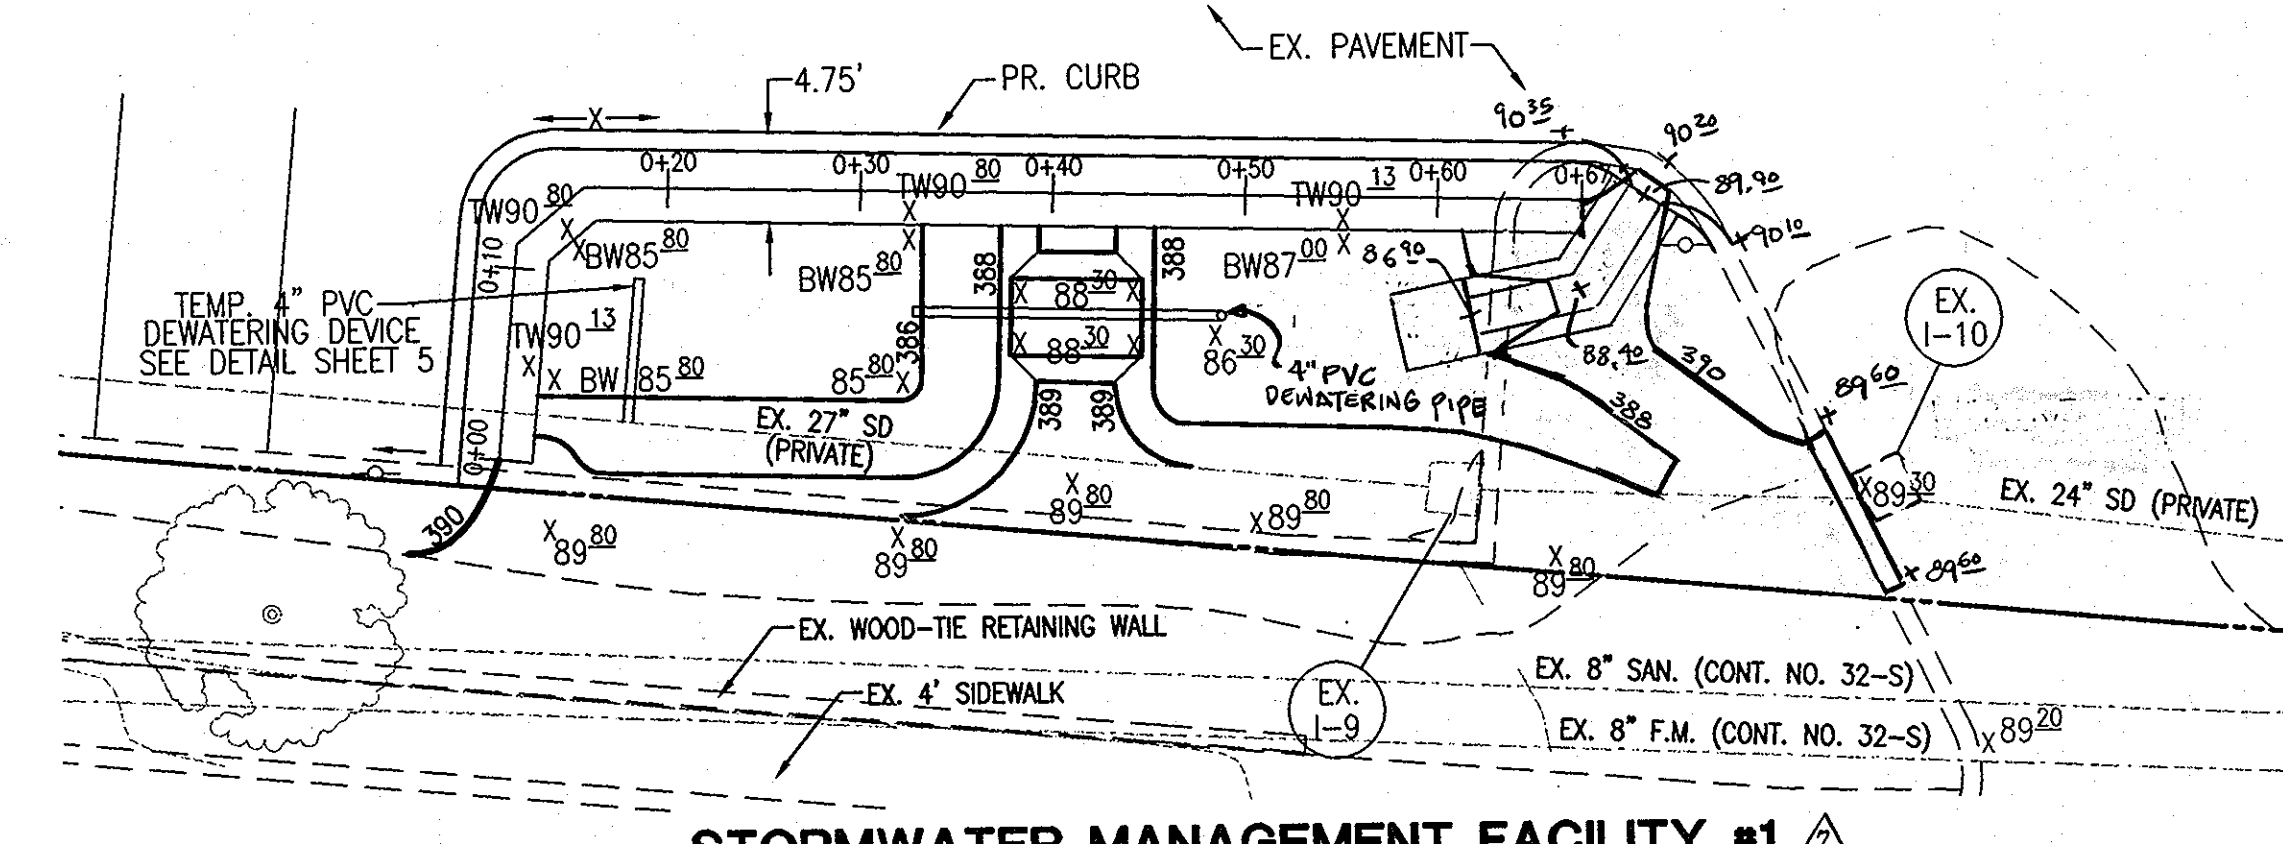 EX. PAVEMENT
4.75'
PR. CURB
X
90 35
90 20
0+20
0+30
0+40
0+50
0+60
0+67
TW90 80
TW90 80
TW90 13
89.90
90 10
0+10
BW85 80
BW85 80
388
388
BW87 00
86 90
X 88 30 X
X 88 30 X
TEMP. 4" PVC
DEWATERING DEVICE
SEE DETAIL SHEET 5
TW90 13
X BW 85 80
85 80 X
386
X
86 30
4" PVC
DEWATERING PIPE
88.40
390
388
EX.
I-10
89 60
EX. 27" SD
(PRIVATE)
389
389
0+00
390
X 89 80
X 89 80
X 89 80
X 89 80
X 89 80
X 89 30
EX. 24" SD (PRIVATE)
89 60
EX. WOOD-TIE RETAINING WALL
EX. 4' SIDEWALK
EX.
I-9
EX. 8" SAN. (CONT. NO. 32-S)
EX. 8" F.M. (CONT. NO. 32-S)
X 89 20
STORMWATER MANAGEMENT FACILITY #1